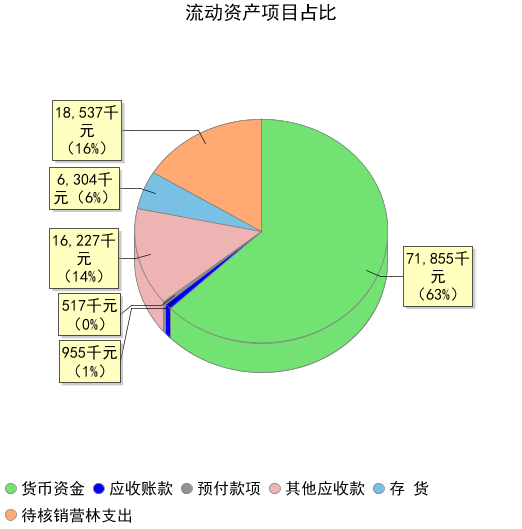 流动资产项目占比
18,537千
元
（16%）
6,304千
元（6%）
16,227千
元
（14%）
517千元
（0%）
955千元
（1%）
71,855千
元
（63%）
货币资金 应收账款 预付款项 其他应收款 存 货
待核销营林支出